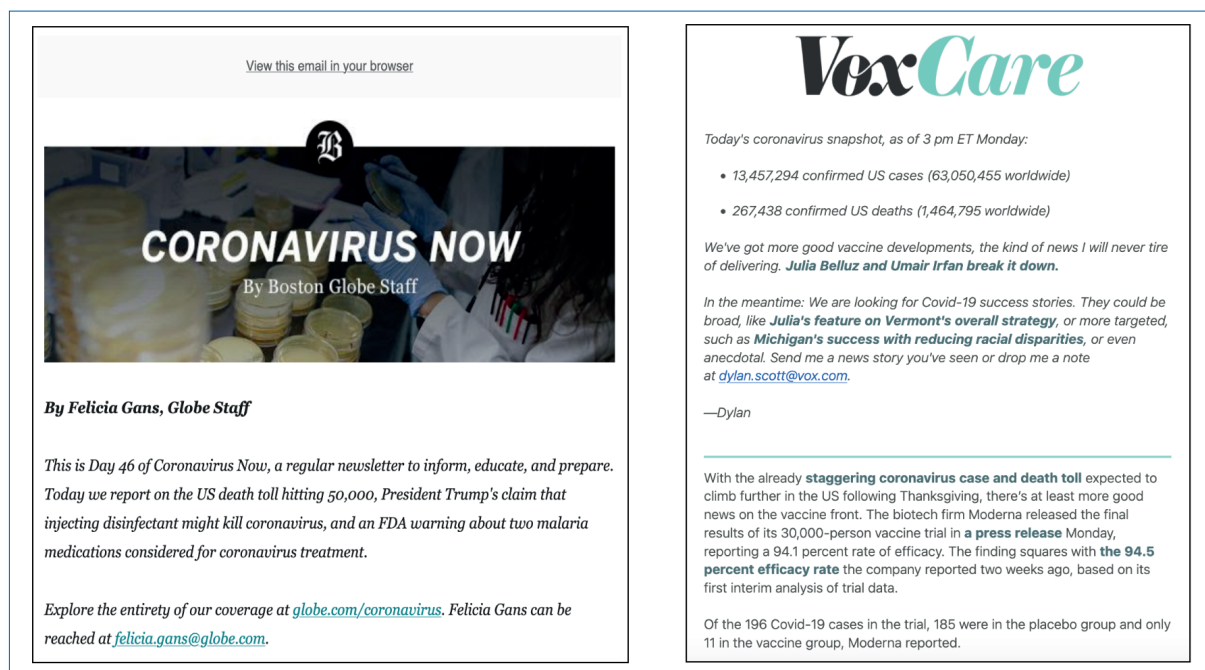 View this email in your browser
B
CORONAVIRUS NOW
By Boston Globe Staff
By Felicia Gans, Globe Staff
This is Day 46 of Coronavirus Now, a regular newsletter to inform, educate, and prepare.
Today we report on the US death toll hitting 50,000, President Trump's claim that
injecting disinfectant might kill coronavirus, and an FDA warning about two malaria
medications considered for coronavirus treatment.
Explore the entirety of our coverage at globe.com/coronavirus. Felicia Gans can be
reached at felicia.gans@globe.com.
VoxCare
Today's coronavirus snapshot, as of 3 pm ET Monday:
• 13,457,294 confirmed US cases (63,050,455 worldwide)
• 267,438 confirmed US deaths (1,464,795 worldwide)
We've got more good vaccine developments, the kind of news I will never tire
of delivering. Julia Belluz and Umair Irfan break it down.
In the meantime: We are looking for Covid-19 success stories. They could be
broad, like Julia's feature on Vermont's overall strategy, or more targeted,
such as Michigan's success with reducing racial disparities, or even
anecdotal. Send me a news story you've seen or drop me a note
at dylan.scott@vox.com.
—Dylan
With the already staggering coronavirus case and death toll expected to
climb further in the US following Thanksgiving, there's at least more good
news on the vaccine front. The biotech firm Moderna released the final
results of its 30,000-person vaccine trial in a press release Monday,
reporting a 94.1 percent rate of efficacy. The finding squares with the 94.5
percent efficacy rate the company reported two weeks ago, based on its
first interim analysis of trial data.
Of the 196 Covid-19 cases in the trial, 185 were in the placebo group and only
11 in the vaccine group, Moderna reported.